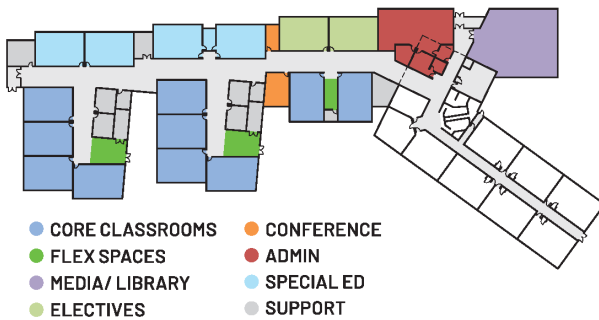 CORE CLASSROOMS
FLEX SPACES
MEDIA/ LIBRARY
ELECTIVES
CONFERENCE
ADMIN
SPECIAL ED
SUPPORT